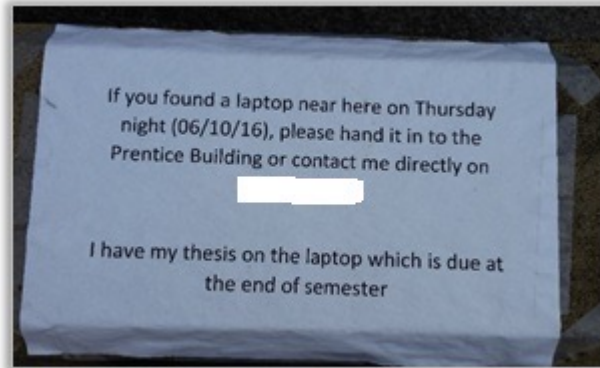 If you found a laptop near here on Thursday
night (06/10/16), please hand it in to the
Prentice Building or contact me directly on
I have my thesis on the laptop which is due at
the end of semester